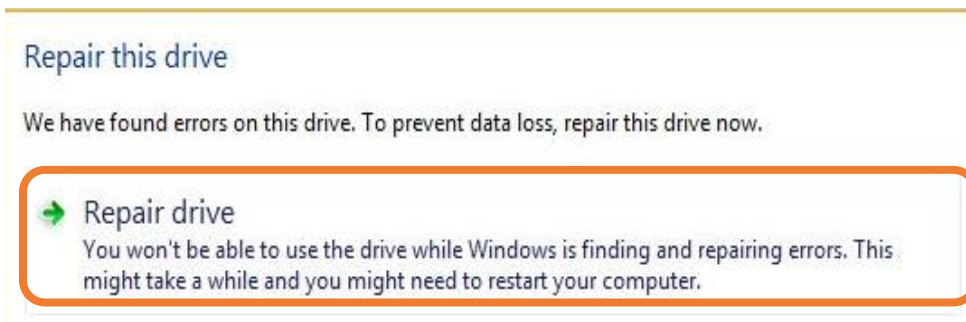 Repair this drive
We have found errors on this drive. To prevent data loss, repair this drive now.
Repair drive
You won't be able to use the drive while Windows is finding and repairing errors. This
might take a while and you might need to restart your computer.